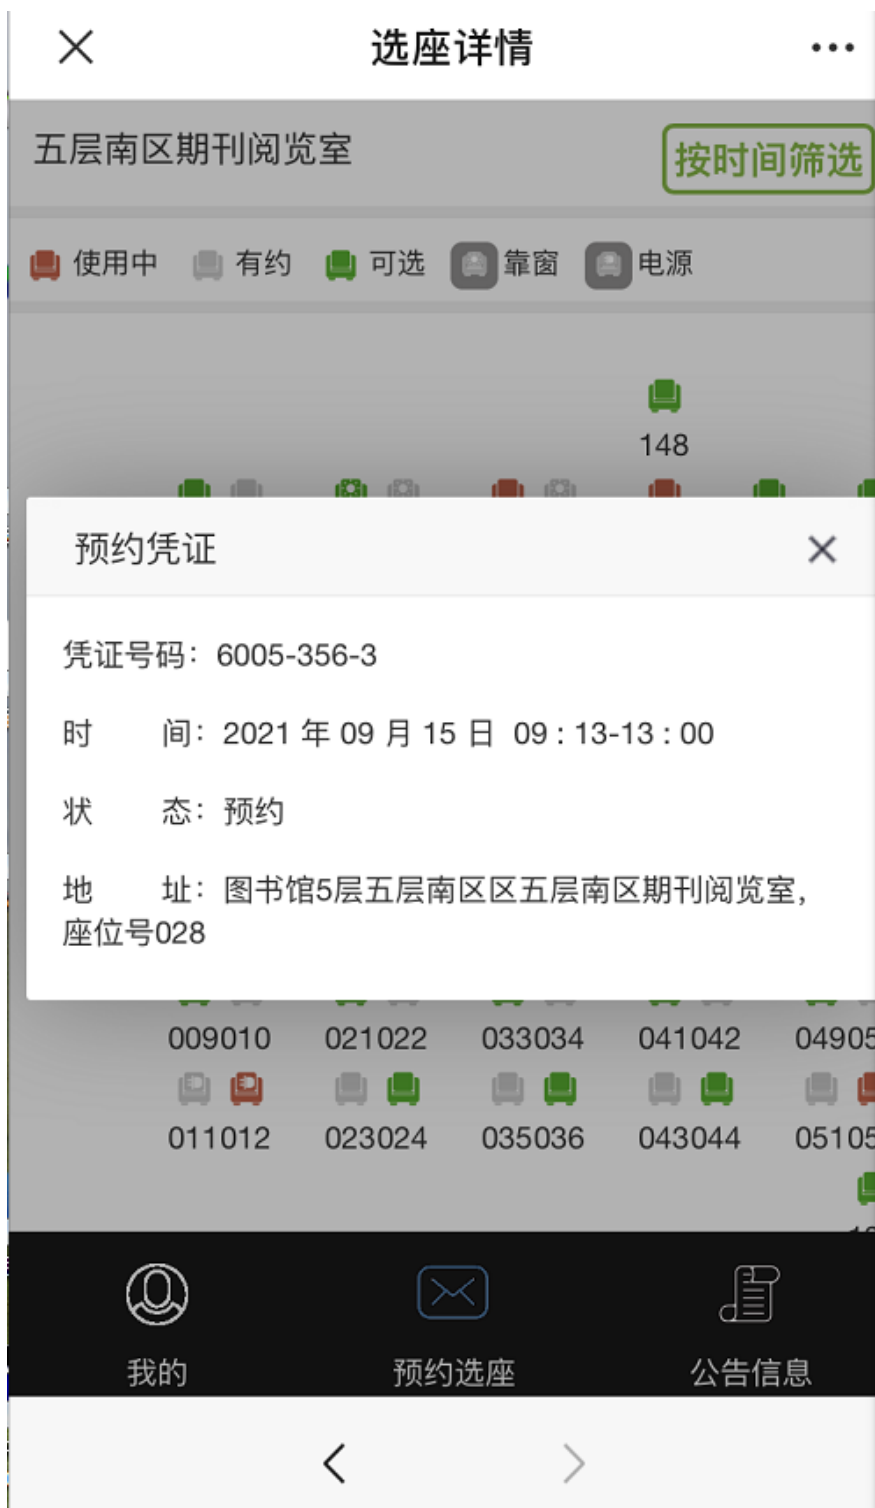 选座详情
五层南区期刊阅览室
按时间筛选
使用中 有约 可选 靠窗 电源
148
预约凭证
凭证号码：6005-356-3
时 间：2021 年 09 月 15 日 09 : 13-13 : 00
状 态：预约
地 址：图书馆5层五层南区区五层南区期刊阅览室，
座位号028
009010 021022 033034 041042 04905
011012 023024 035036 043044 05105
我的 预约选座 公告信息